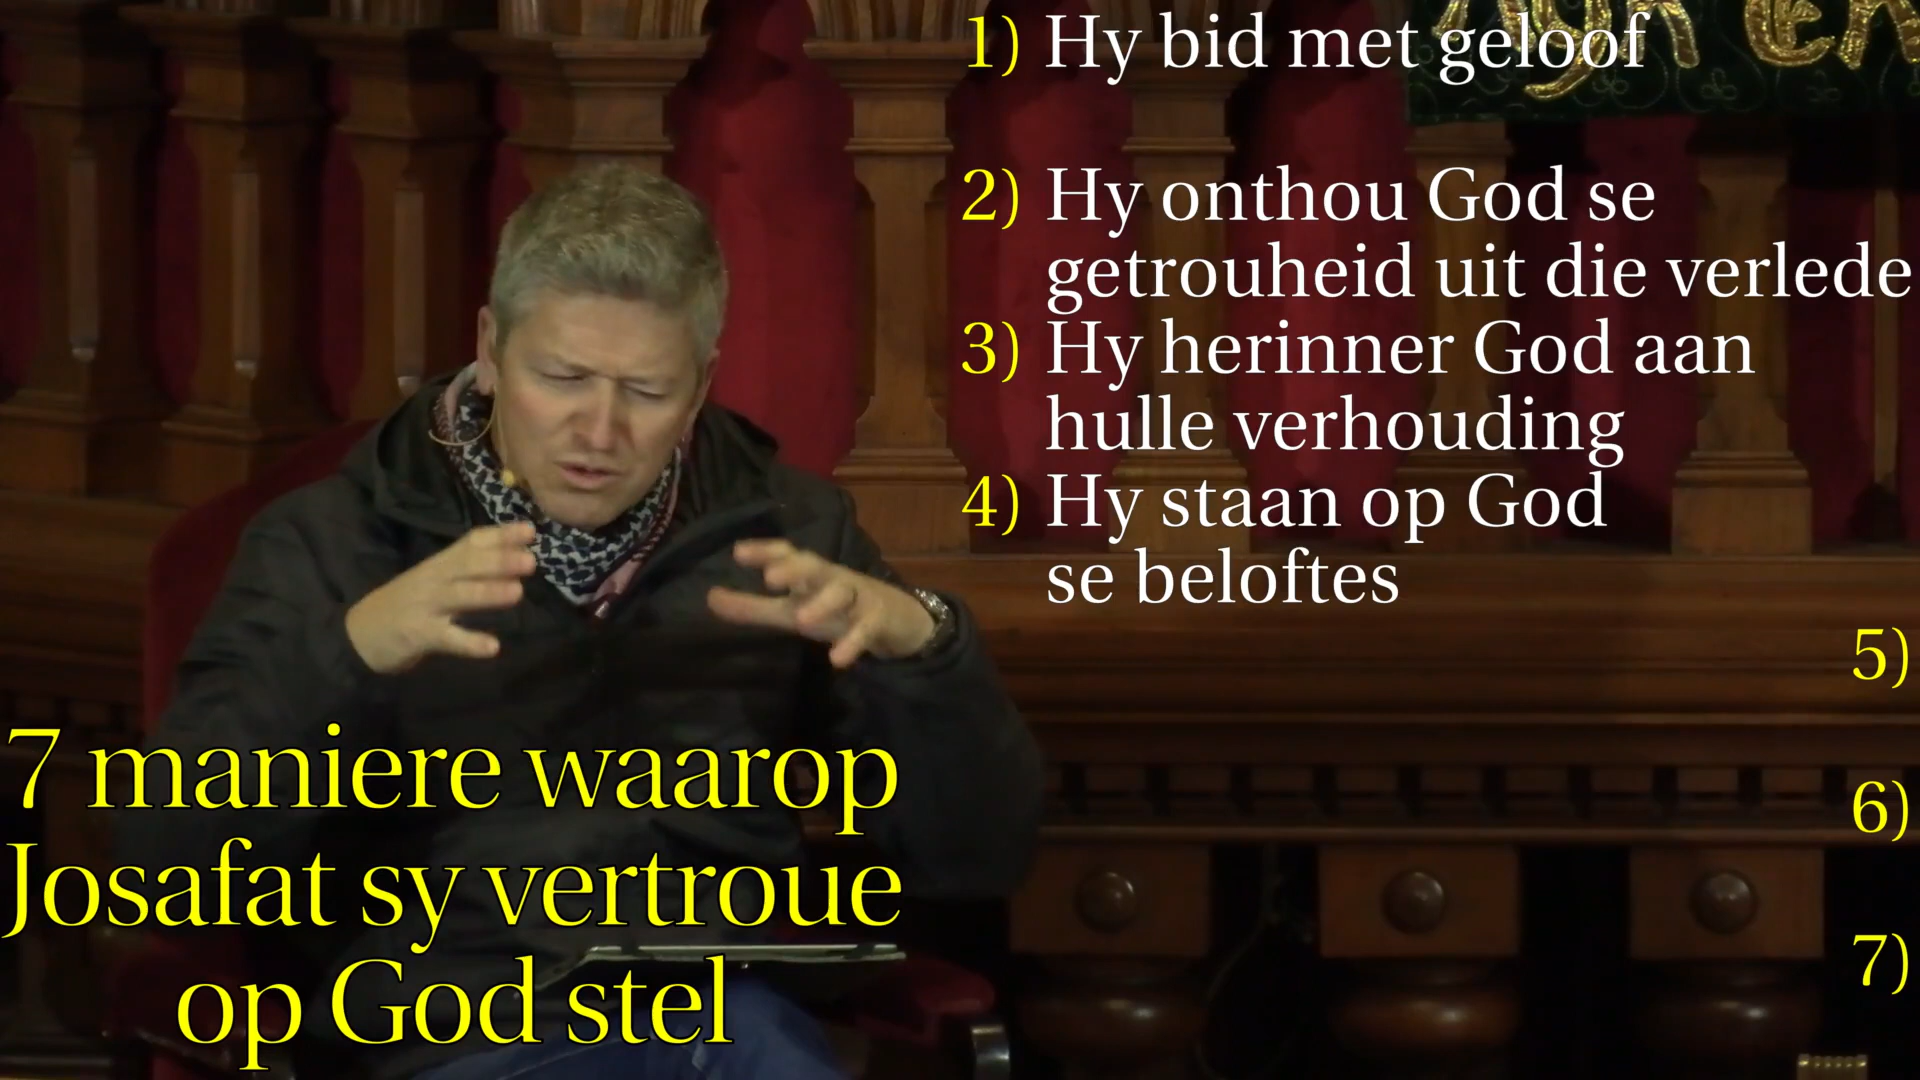 1) Hy bid met geloof
2) Hy onthou God se
getrouheid uit die verlede
3) Hy herinner God aan
hulle verhouding
4) Hy staan op God
se beloftes
5)
6)
7)
7 maniere waarop
Josafat sy vertroue
op God stel